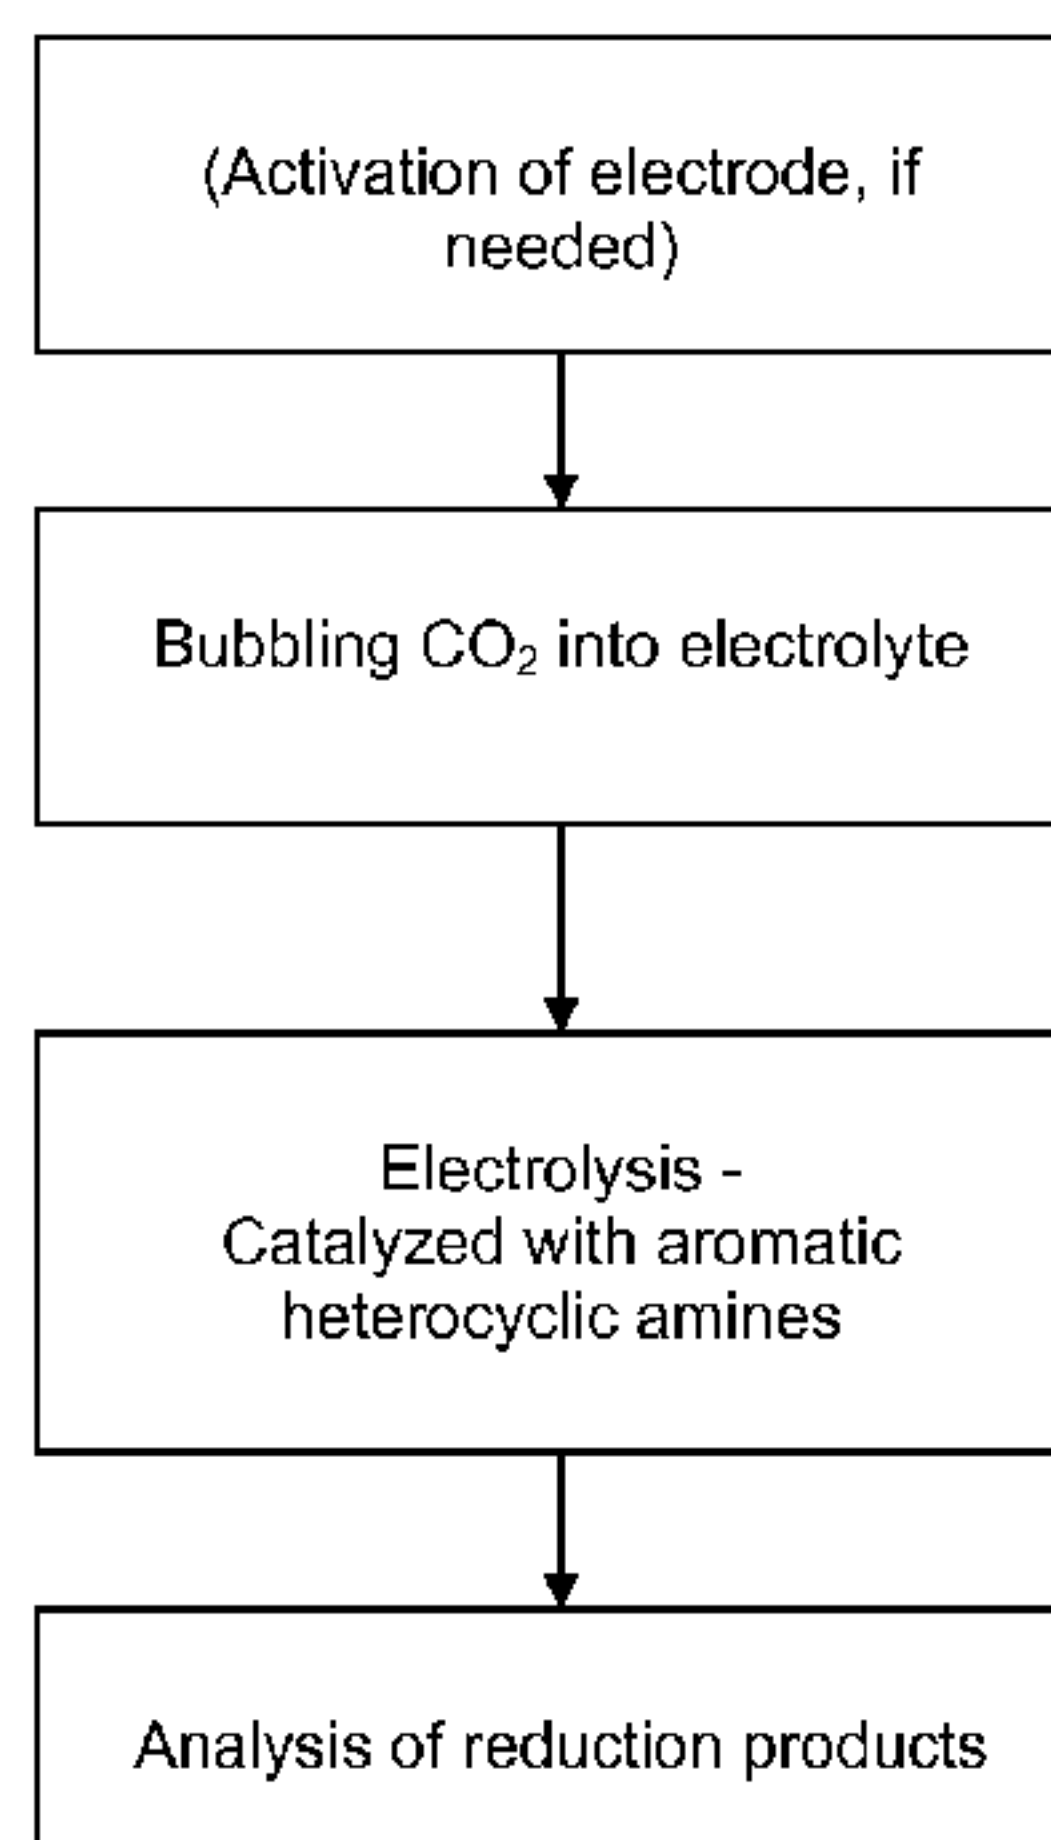 (Activation of electrode, if
needed)
Bubbling CO₂ into electrolyte
Electrolysis -
Catalyzed with aromatic
heterocyclic amines
Analysis of reduction products